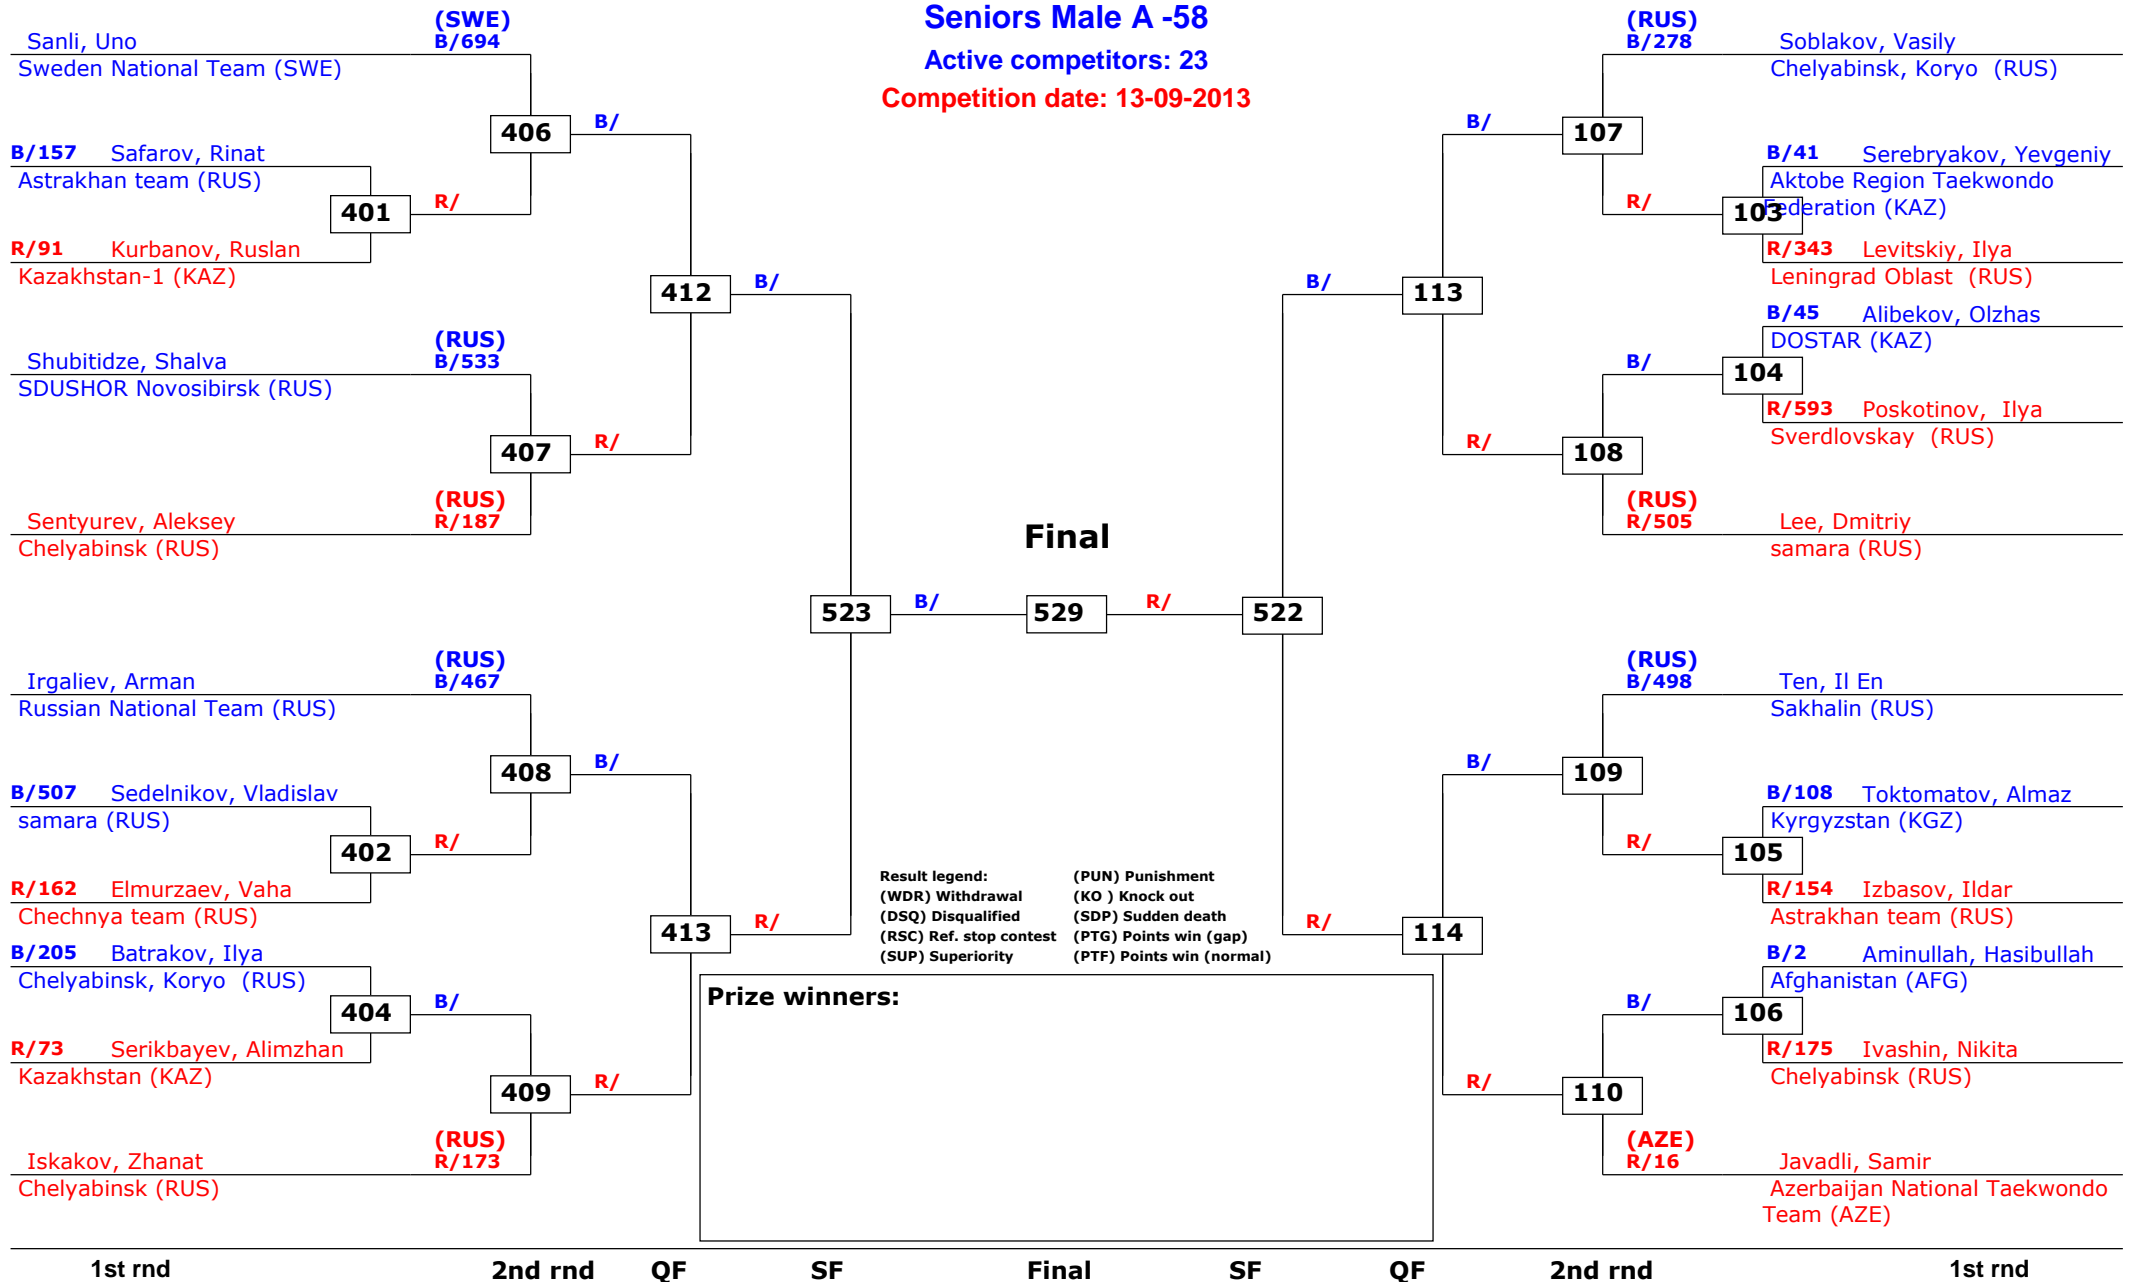 Seniors Male A -58
Active competitors: 23
Competition date: 13-09-2013
(SWE)
Sanli, Uno B/694
Sweden National Team (SWE)
406
B/
B/157 Safarov, Rinat
Astrakhan team (RUS)
401
R/
R/91 Kurbanov, Ruslan
Kazakhstan-1 (KAZ)
412
B/
(RUS)
Shubitidze, Shalva B/533
SDUSHOR Novosibirsk (RUS)
407
R/
(RUS)
Sentyurev, Aleksey R/187
Chelyabinsk (RUS)
523
B/
(RUS)
Irgaliev, Arman B/467
Russian National Team (RUS)
408
B/
B/507 Sedelnikov, Vladislav
samara (RUS)
402
R/
R/162 Elmurzaev, Vaha
Chechnya team (RUS)
413
R/
B/205 Batrakov, Ilya
Chelyabinsk, Koryo (RUS)
404
B/
R/73 Serikbayev, Alimzhan
Kazakhstan (KAZ)
409
R/
(RUS)
Iskakov, Zhanat R/173
Chelyabinsk (RUS)
Final
529
R/
522
(RUS)
B/278 Soblakov, Vasily
Chelyabinsk, Koryo (RUS)
B/
107
B/41 Serebryakov, Yevgeniy
Aktobe Region Taekwondo
Federation (KAZ)
R/
103
R/343 Levitskiy, Ilya
Leningrad Oblast (RUS)
B/
113
B/45 Alibekov, Olzhas
DOSTAR (KAZ)
B/
104
R/593 Poskotinov, Ilya
Sverdlovskay (RUS)
R/
108
(RUS)
R/505 Lee, Dmitriy
samara (RUS)
(RUS)
B/498 Ten, Il En
Sakhalin (RUS)
B/
109
B/108 Toktomatov, Almaz
Kyrgyzstan (KGZ)
R/
105
R/154 Izbasov, Ildar
Astrakhan team (RUS)
R/
114
B/2 Aminullah, Hasibullah
Afghanistan (AFG)
B/
106
R/175 Ivashin, Nikita
Chelyabinsk (RUS)
R/
110
(AZE)
R/16 Javadli, Samir
Azerbaijan National Taekwondo
Team (AZE)
Result legend: (PUN) Punishment
(WDR) Withdrawal (KO ) Knock out
(DSQ) Disqualified (SDP) Sudden death
(RSC) Ref. stop contest (PTG) Points win (gap)
(SUP) Superiority (PTF) Points win (normal)
Prize winners:
1st rnd 2nd rnd QF SF Final SF QF 2nd rnd 1st rnd